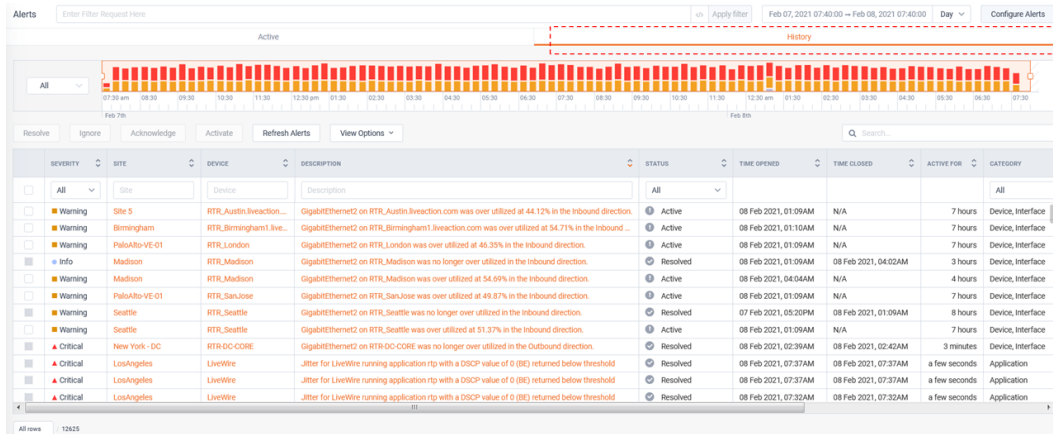 Alerts Enter Filter Request Here </> Apply filter Feb 07, 2021 07:40:00 → Feb 08, 2021 07:40:00 Day Configure Alerts
Active History
All
07:30 am 08:30 09:30 10:30 11:30 12:30 pm 01:30 02:30 03:30 04:30 05:30 06:30 07:30 08:30 09:30 10:30 11:30 12:30 am 01:30 02:30 03:30 04:30 05:30 06:30 07:30
Feb 7th Feb 8th
Resolve Ignore Acknowledge Activate Refresh Alerts View Options Search...
SEVERITY SITE DEVICE DESCRIPTION STATUS TIME OPENED TIME CLOSED ACTIVE FOR CATEGORY
All Site Device Description All All
Warning Site 5 RTR_Austin.liveaction.... GigabitEthernet2 on RTR_Austin.liveaction.com was over utilized at 44.12% in the Inbound direction. Active 08 Feb 2021, 01:09AM N/A 7 hours Device, Interface
Warning Birmingham RTR_Birmingham1.live... GigabitEthernet2 on RTR_Birmingham1.liveaction.com was over utilized at 54.71% in the Inbound ... Active 08 Feb 2021, 01:10AM N/A 7 hours Device, Interface
Warning PaloAlto-VE-01 RTR_London GigabitEthernet2 on RTR_London was over utilized at 46.35% in the Inbound direction. Active 08 Feb 2021, 01:09AM N/A 7 hours Device, Interface
Info Madison RTR_Madison GigabitEthernet2 on RTR_Madison was no longer over utilized in the Inbound direction. Resolved 08 Feb 2021, 01:09AM 08 Feb 2021, 04:02AM 3 hours Device, Interface
Warning Madison RTR_Madison GigabitEthernet2 on RTR_Madison was over utilized at 54.69% in the Inbound direction. Active 08 Feb 2021, 04:04AM N/A 4 hours Device, Interface
Warning PaloAlto-VE-01 RTR_SanJose GigabitEthernet2 on RTR_SanJose was over utilized at 49.87% in the Inbound direction. Active 08 Feb 2021, 01:09AM N/A 7 hours Device, Interface
Warning Seattle RTR_Seattle GigabitEthernet2 on RTR_Seattle was no longer over utilized in the Inbound direction. Resolved 07 Feb 2021, 05:20PM 08 Feb 2021, 01:09AM 8 hours Device, Interface
Warning Seattle RTR_Seattle GigabitEthernet2 on RTR_Seattle was over utilized at 51.37% in the Inbound direction. Active 08 Feb 2021, 01:09AM N/A 7 hours Device, Interface
Critical New York - DC RTR-DC-CORE GigabitEthernet2 on RTR-DC-CORE was no longer over utilized in the Outbound direction. Resolved 08 Feb 2021, 02:39AM 08 Feb 2021, 02:42AM 3 minutes Device, Interface
Critical LosAngeles LiveWire Jitter for LiveWire running application rtp with a DSCP value of 0 (BE) returned below threshold Resolved 08 Feb 2021, 07:37AM 08 Feb 2021, 07:37AM a few seconds Application
Critical LosAngeles LiveWire Jitter for LiveWire running application rtp with a DSCP value of 0 (BE) returned below threshold Resolved 08 Feb 2021, 07:37AM 08 Feb 2021, 07:37AM a few seconds Application
Critical LosAngeles LiveWire Jitter for LiveWire running application rtp with a DSCP value of 0 (BE) returned below threshold Resolved 08 Feb 2021, 07:32AM 08 Feb 2021, 07:32AM a few seconds Application
All rows / 12625